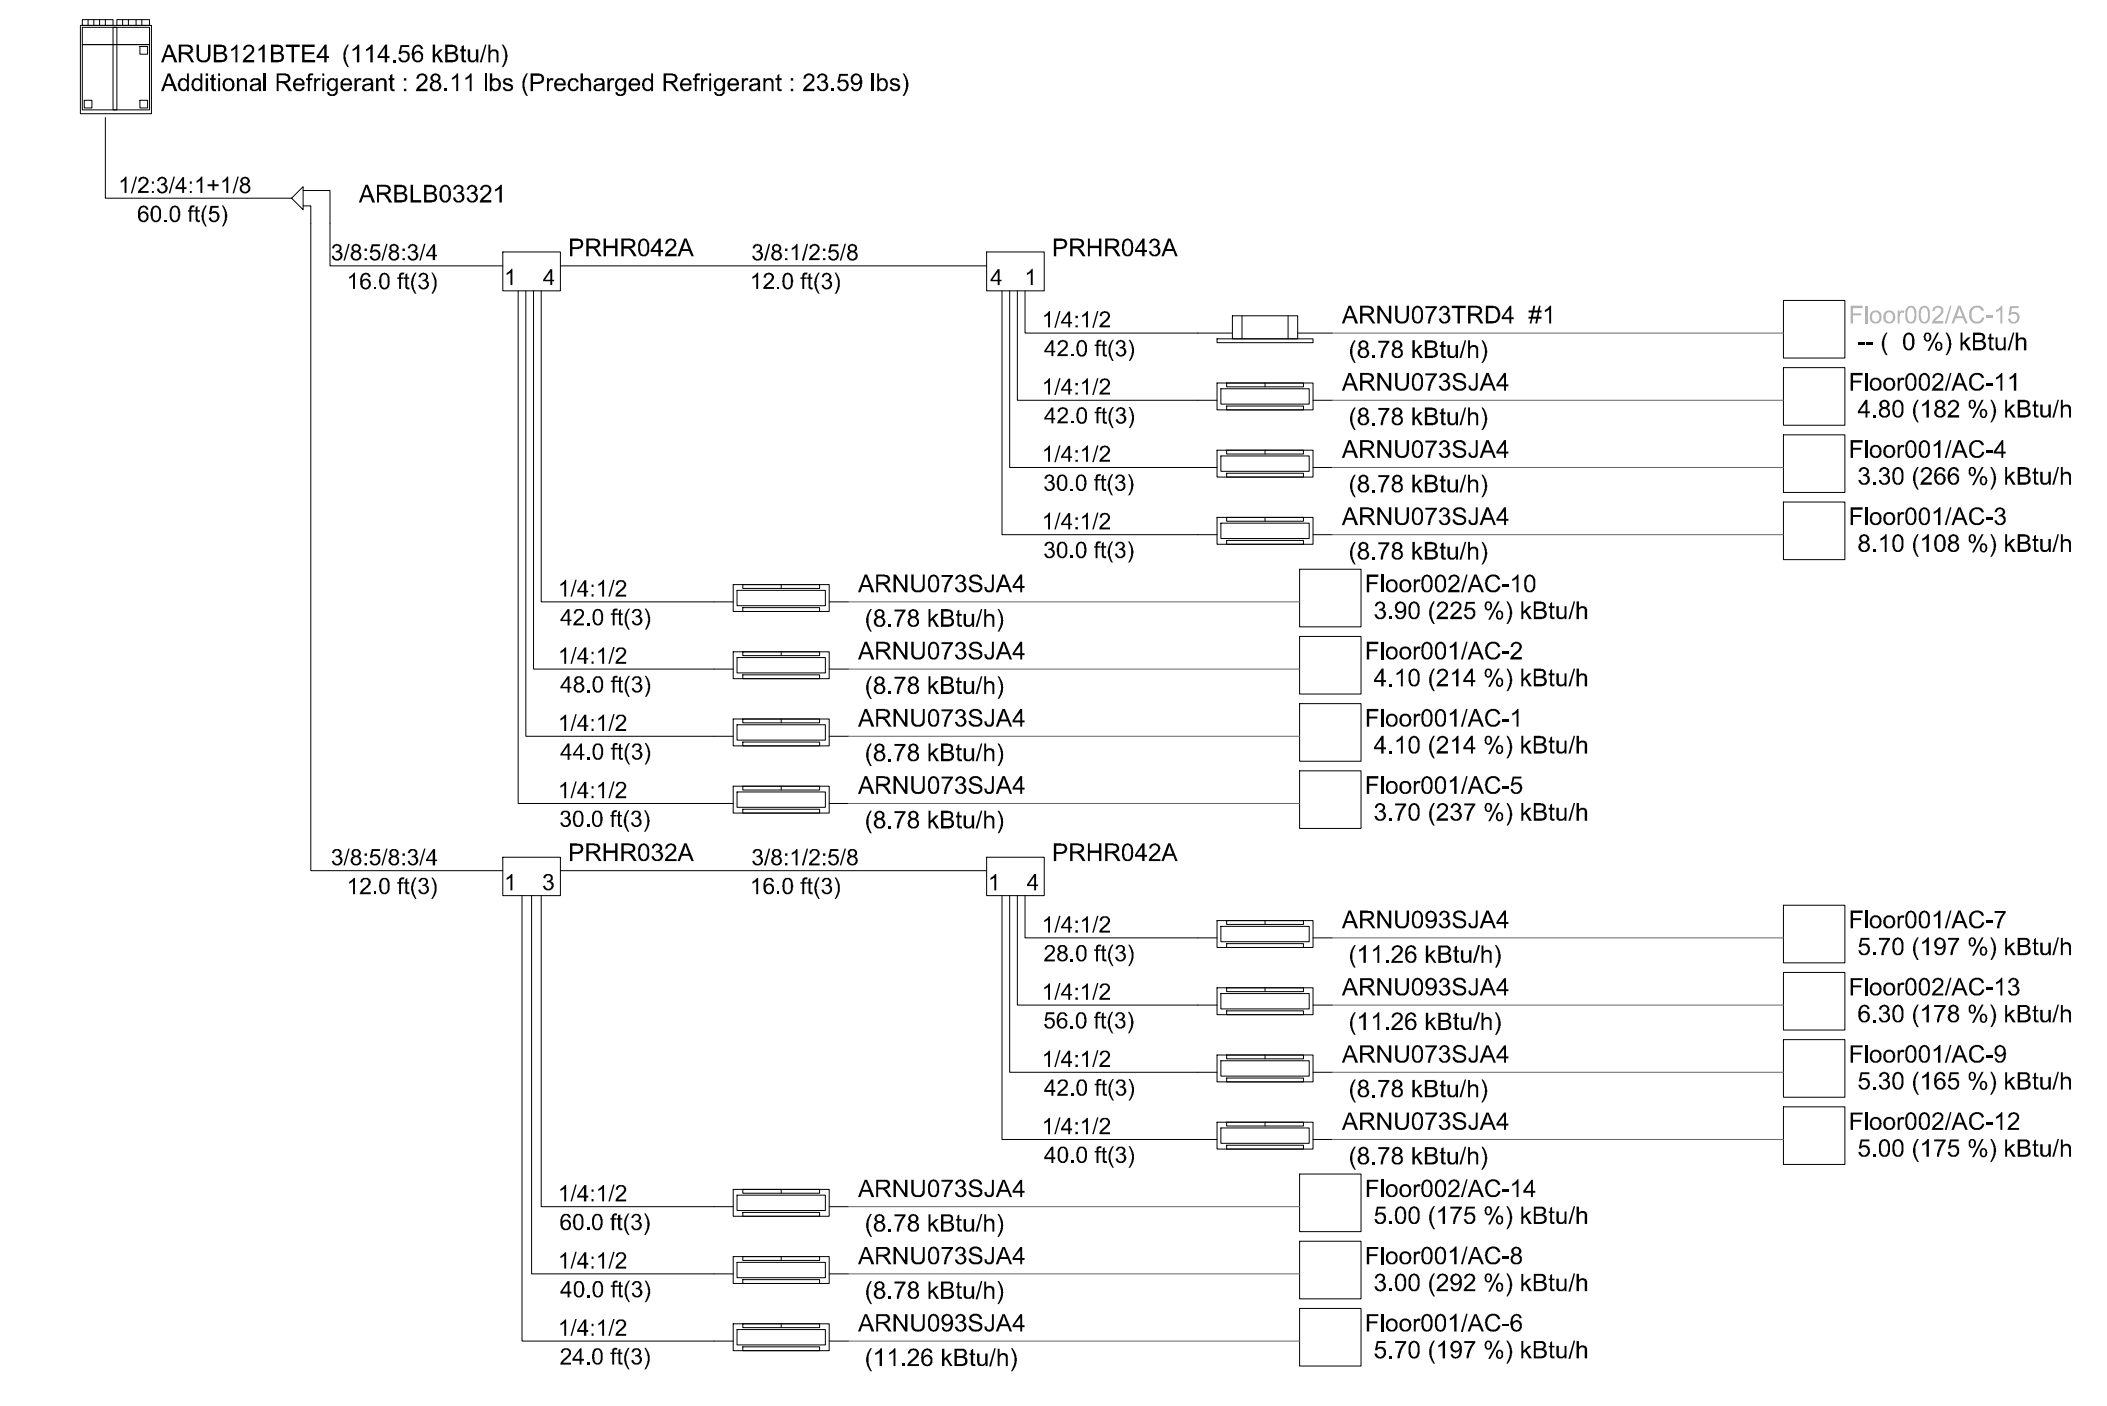 ARUB121BTE4 (114.56 kBtu/h)
Additional Refrigerant : 28.11 lbs (Precharged Refrigerant : 23.59 lbs)
1/2:3/4:1+1/8
60.0 ft(5)
ARBLB03321
3/8:5/8:3/4
16.0 ft(3)
1 4
PRHR042A
3/8:1/2:5/8
12.0 ft(3)
4 1
PRHR043A
1/4:1/2
42.0 ft(3)
ARNU073TRD4 #1
(8.78 kBtu/h)
Floor002/AC-15
-- ( 0 %) kBtu/h
1/4:1/2
42.0 ft(3)
ARNU073SJA4
(8.78 kBtu/h)
Floor002/AC-11
4.80 (182 %) kBtu/h
1/4:1/2
30.0 ft(3)
ARNU073SJA4
(8.78 kBtu/h)
Floor001/AC-4
3.30 (266 %) kBtu/h
1/4:1/2
30.0 ft(3)
ARNU073SJA4
(8.78 kBtu/h)
Floor001/AC-3
8.10 (108 %) kBtu/h
1/4:1/2
42.0 ft(3)
ARNU073SJA4
(8.78 kBtu/h)
Floor002/AC-10
3.90 (225 %) kBtu/h
1/4:1/2
48.0 ft(3)
ARNU073SJA4
(8.78 kBtu/h)
Floor001/AC-2
4.10 (214 %) kBtu/h
1/4:1/2
44.0 ft(3)
ARNU073SJA4
(8.78 kBtu/h)
Floor001/AC-1
4.10 (214 %) kBtu/h
1/4:1/2
30.0 ft(3)
ARNU073SJA4
(8.78 kBtu/h)
Floor001/AC-5
3.70 (237 %) kBtu/h
3/8:5/8:3/4
12.0 ft(3)
1 3
PRHR032A
3/8:1/2:5/8
16.0 ft(3)
1 4
PRHR042A
1/4:1/2
28.0 ft(3)
ARNU093SJA4
(11.26 kBtu/h)
Floor001/AC-7
5.70 (197 %) kBtu/h
1/4:1/2
56.0 ft(3)
ARNU093SJA4
(11.26 kBtu/h)
Floor002/AC-13
6.30 (178 %) kBtu/h
1/4:1/2
42.0 ft(3)
ARNU073SJA4
(8.78 kBtu/h)
Floor001/AC-9
5.30 (165 %) kBtu/h
1/4:1/2
40.0 ft(3)
ARNU073SJA4
(8.78 kBtu/h)
Floor002/AC-12
5.00 (175 %) kBtu/h
1/4:1/2
60.0 ft(3)
ARNU073SJA4
(8.78 kBtu/h)
Floor002/AC-14
5.00 (175 %) kBtu/h
1/4:1/2
40.0 ft(3)
ARNU073SJA4
(8.78 kBtu/h)
Floor001/AC-8
3.00 (292 %) kBtu/h
1/4:1/2
24.0 ft(3)
ARNU093SJA4
(11.26 kBtu/h)
Floor001/AC-6
5.70 (197 %) kBtu/h